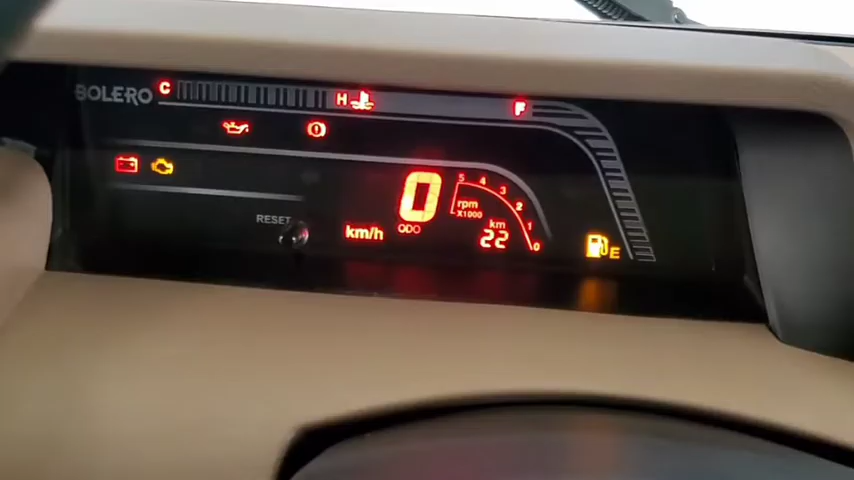 BOLERO C H F
5 4 3 2 1 0
rpm
X1000
0
RESET
km/h
ODO
km
22
E